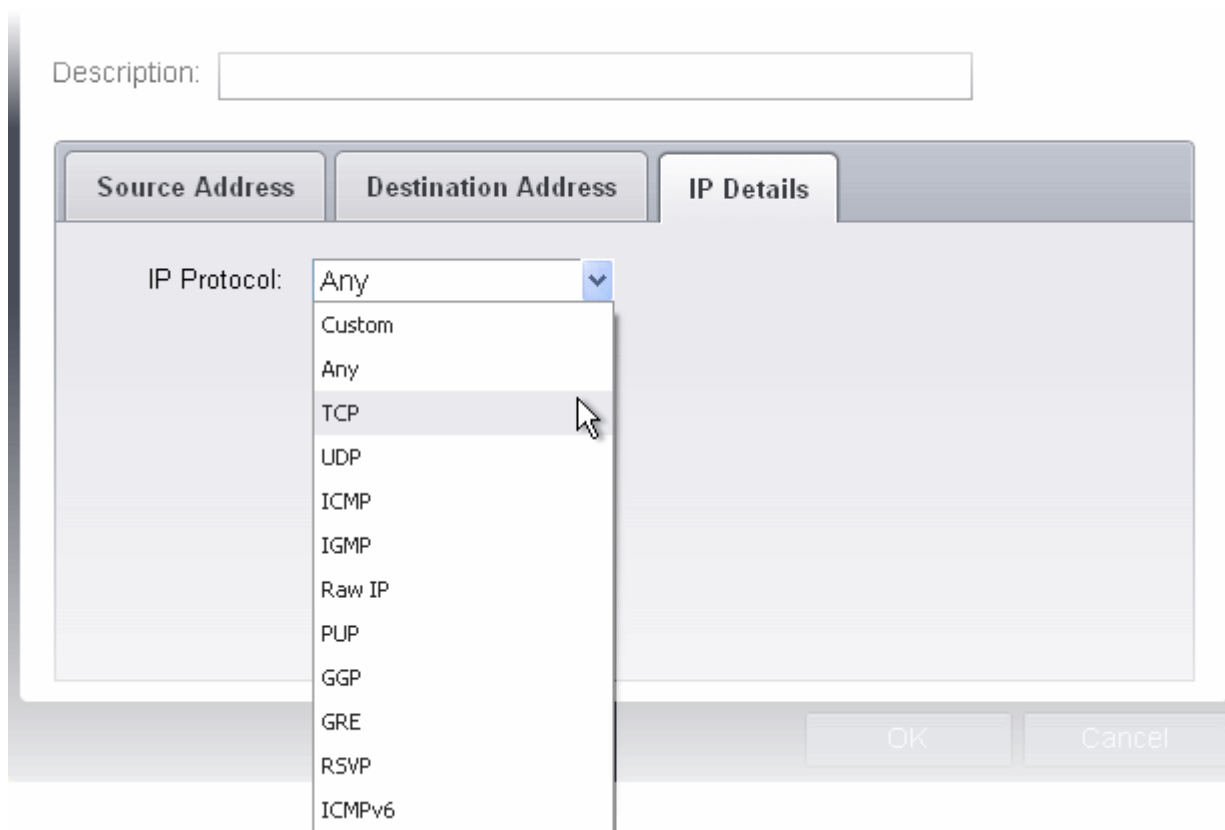 Description:
Source Address
Destination Address
IP Details
IP Protocol:
Any
Custom
Any
TCP
UDP
ICMP
IGMP
Raw IP
PUP
GGP
GRE
RSVP
ICMPv6
OK
Cancel